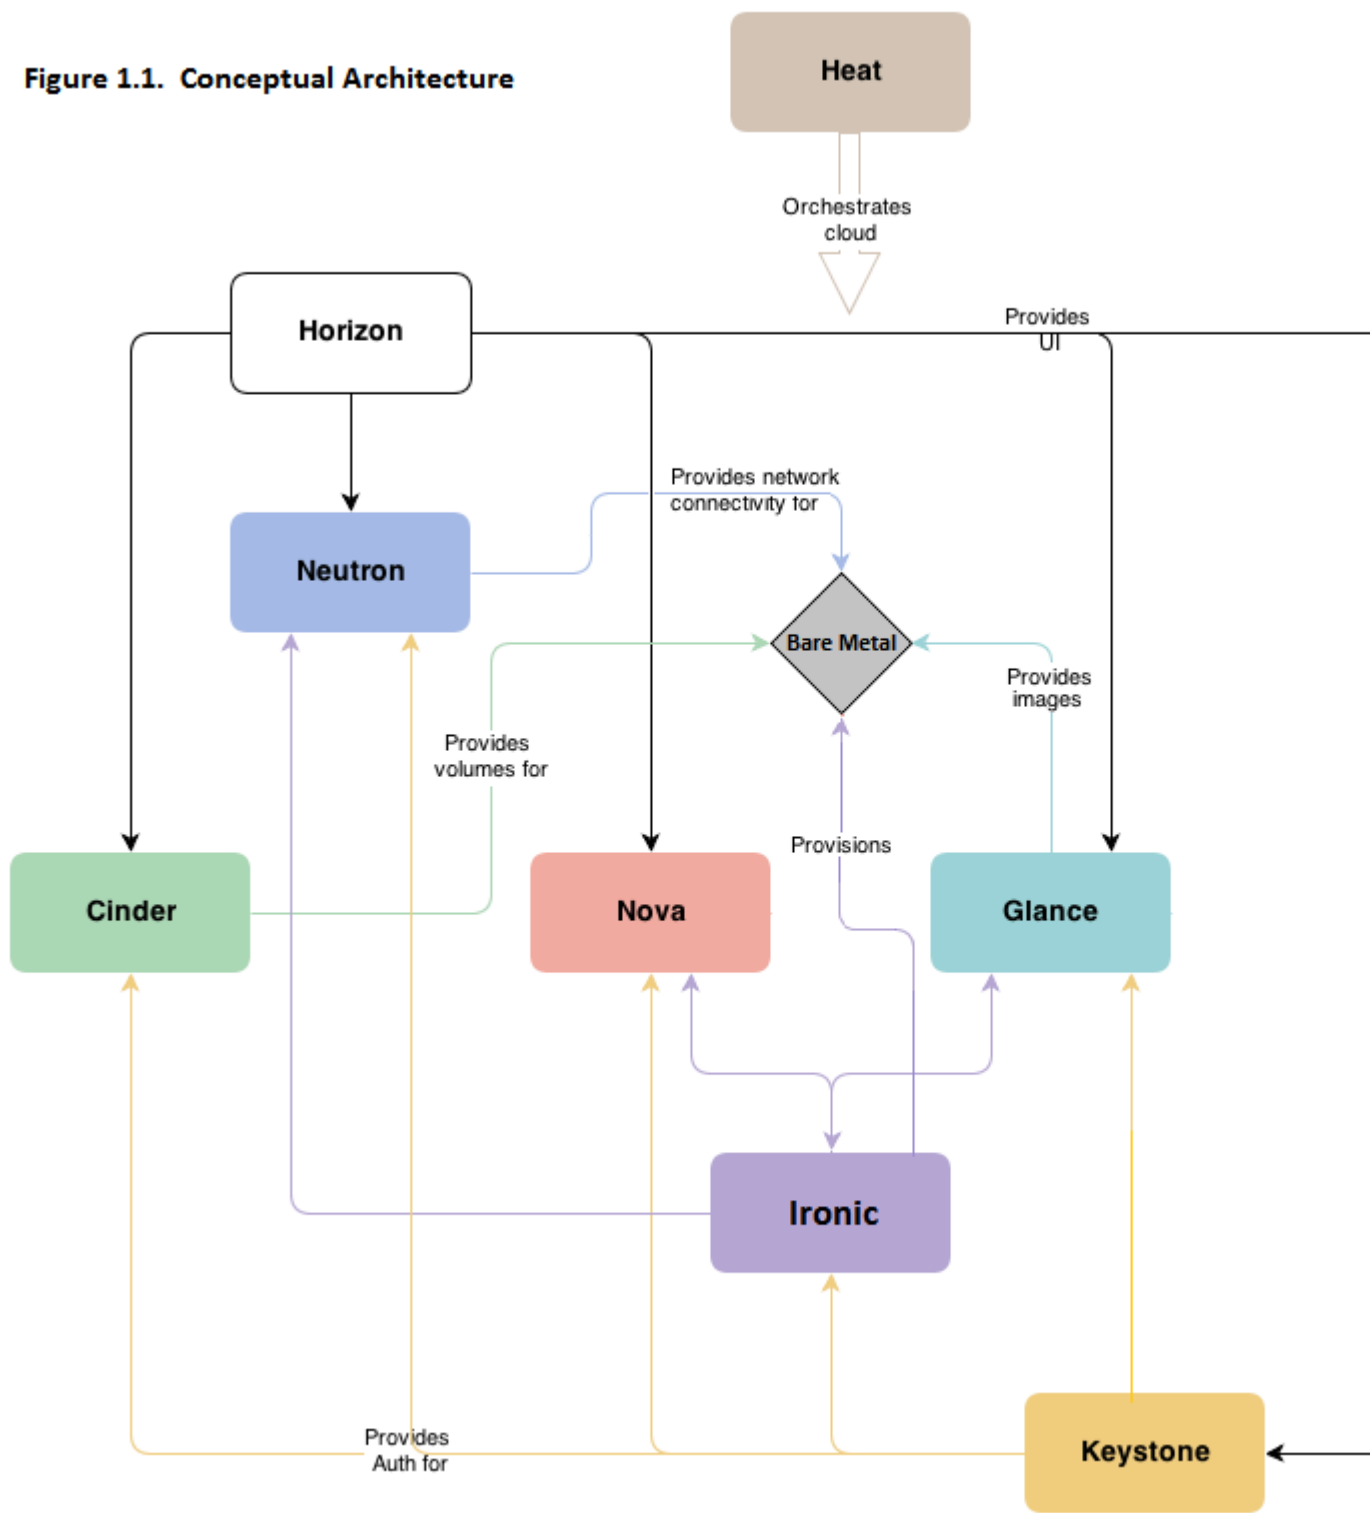 Heat
Figure 1.1.  Conceptual Architecture
Orchestrates
cloud
Horizon
Provides
UI
Provides network
connectivity for
Neutron
Bare Metal
Provides
images
Provides
volumes for
Provisions
Cinder
Nova
Glance
Ironic
Provides
Auth for
Keystone